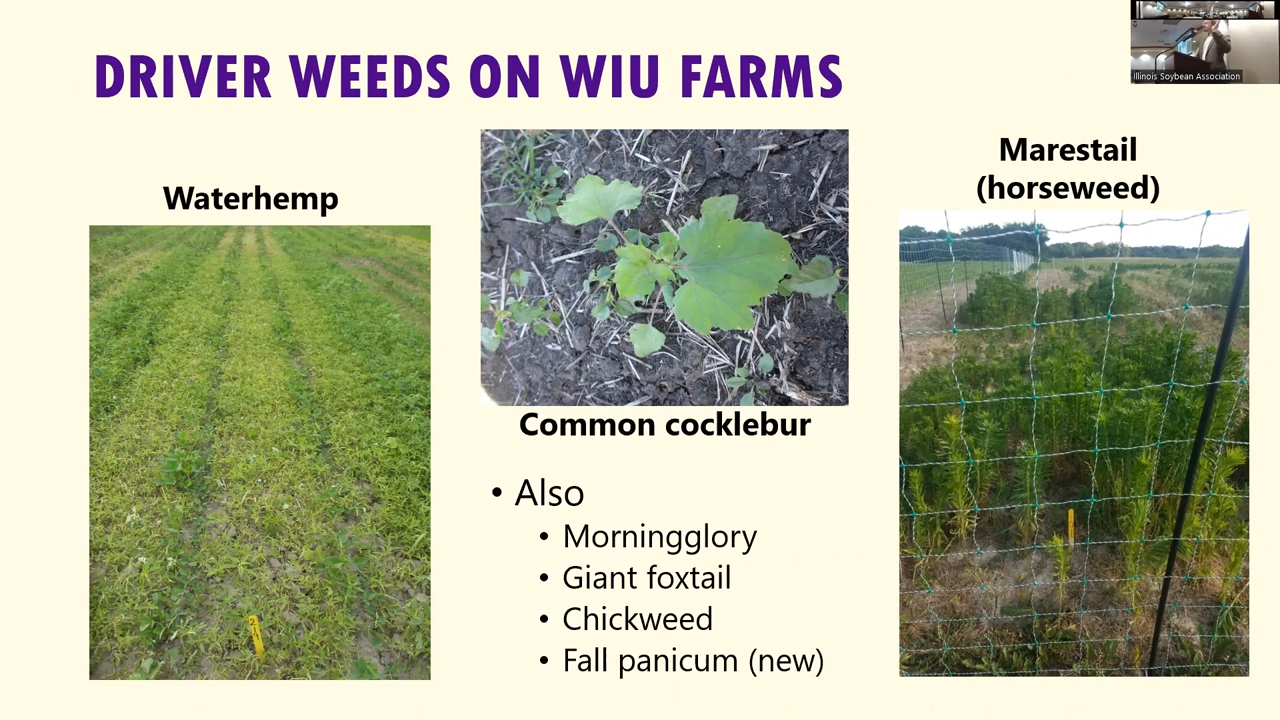 DRIVER WEEDS ON WIU FARMS
Illinois Soybean Association
Waterhemp
Common cocklebur
Marestail
(horseweed)
• Also
• Morningglory
• Giant foxtail
• Chickweed
• Fall panicum (new)